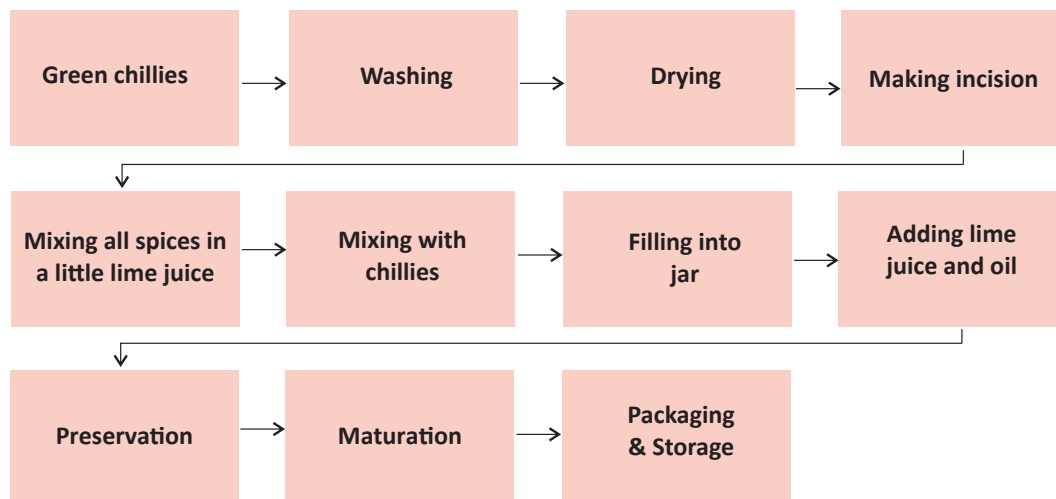 Green chillies
Washing
Drying
Making incision
Mixing all spices in
a little lime juice
Mixing with
chillies
Filling into
jar
Adding lime
juice and oil
Preservation
Maturation
Packaging
& Storage